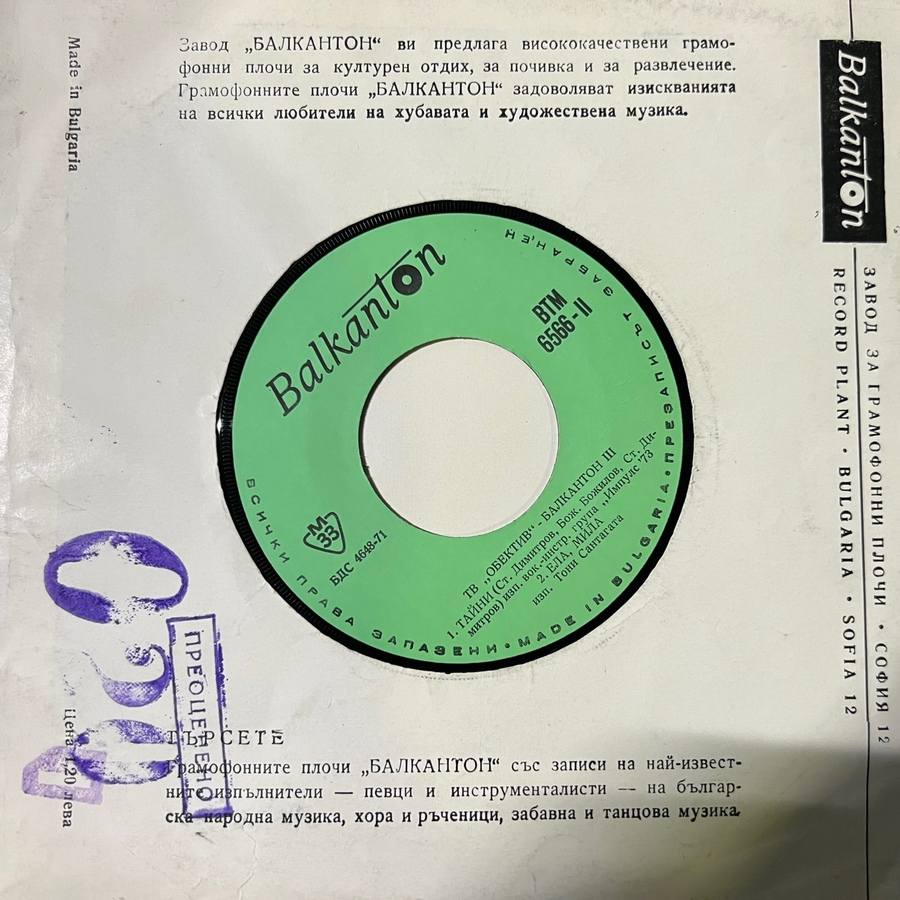 Завод „БАЛКАНТОН“ ви предлага висококачествени грамо-
фонни плочи за културен отдих, за почивка и за развлечение.
Грамофонните плочи „БАЛКАНТОН“ задоволяват изискванията
на всички любители на хубавата и художествена музика.
Made in Bulgaria
Balkanton
ЗАВОД ЗА ГРАМОФОННИ ПЛОЧИ • СОФИЯ 12
RECORD PLANT • BULGARIA • SOFIA 12
Balkanton
ВТМ
6566-II
М
33
БДС 4648-71
ТВ „ОБЕКТИВ“ - БАЛКАНТОН III
1. ТАЙНИ (Ст. Димитров, Бож. Божилов, Ст. Ди-
митров) изп. вок.-инстр. група „Импулс '73
2. ЕЛА, МИЛА
изп. Тони Сантагата
ВСИЧКИ ПРАВА ЗАПАЗЕНИ • MADE IN BULGARIA • ПРЕЗАПИСЪТ ЗАБРАНЕН
0.20
ПРЕОЦЕНЕНО
цена 1,20 лева
ТЪРСЕТЕ
Грамофонните плочи „БАЛКАНТОН“ със записи на най-извест-
ните изпълнители — певци и инструменталисти — на българ-
ска народна музика, хора и ръченици, забавна и танцова музика.